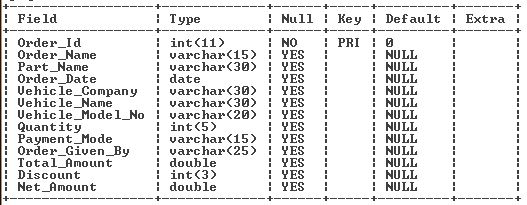 Field | Type | Null | Key | Default | Extra
Order_Id | int(11) | NO | PRI | 0 |
Order_Name | varchar(15) | YES | | NULL |
Part_Name | varchar(30) | YES | | NULL |
Order_Date | date | YES | | NULL |
Vehicle_Company | varchar(30) | YES | | NULL |
Vehicle_Name | varchar(30) | YES | | NULL |
Vehicle_Model_No | varchar(20) | YES | | NULL |
Quantity | int(5) | YES | | NULL |
Payment_Mode | varchar(15) | YES | | NULL |
Order_Given_By | varchar(25) | YES | | NULL |
Total_Amount | double | YES | | NULL |
Discount | int(3) | YES | | NULL |
Net_Amount | double | YES | | NULL |